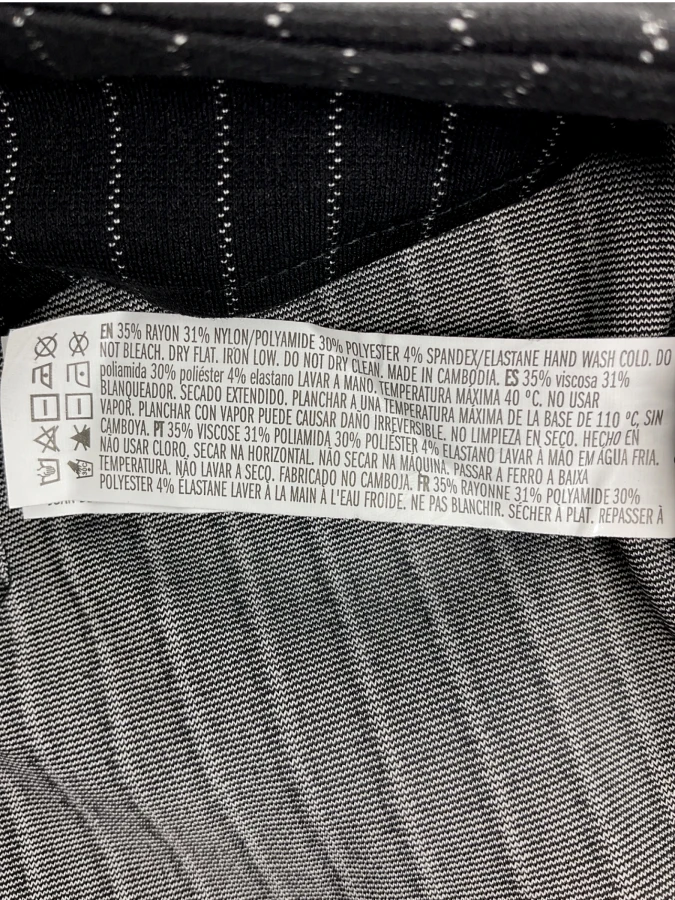 EN 35% RAYON 31% NYLON/POLYAMIDE 30% POLYESTER 4% SPANDEX/ELASTANE HAND WASH COLD. DO
NOT BLEACH. DRY FLAT. IRON LOW. DO NOT DRY CLEAN. MADE IN CAMBODIA. ES 35% viscosa 31%
poliamida 30% poliéster 4% elastano LAVAR A MANO. TEMPERATURA MÁXIMA 40 °C. NO USAR
BLANQUEADOR. SECADO EXTENDIDO. PLANCHAR A UNA TEMPERATURA MÁXIMA DE LA BASE DE 110 °C, SIN
VAPOR. PLANCHAR CON VAPOR PUEDE CAUSAR DAÑO IRREVERSIBLE. NO LIMPIEZA EN SECO. HECHO EN
CAMBOYA. PT 35% VISCOSE 31% POLIAMIDA 30% POLIÉSTER 4% ELASTANO LAVAR À MÃO EM ÁGUA FRIA.
NÃO USAR CLORO, SECAR NA HORIZONTAL. NÃO SECAR NA MÁQUINA. PASSAR A FERRO A BAIXA
TEMPERATURA. NÃO LAVAR A SECO. FABRICADO NO CAMBOJA. FR 35% RAYONNE 31% POLYAMIDE 30%
POLYESTER 4% ÉLASTANE LAVER À LA MAIN À L'EAU FROIDE. NE PAS BLANCHIR. SÉCHER À PLAT. REPASSER À